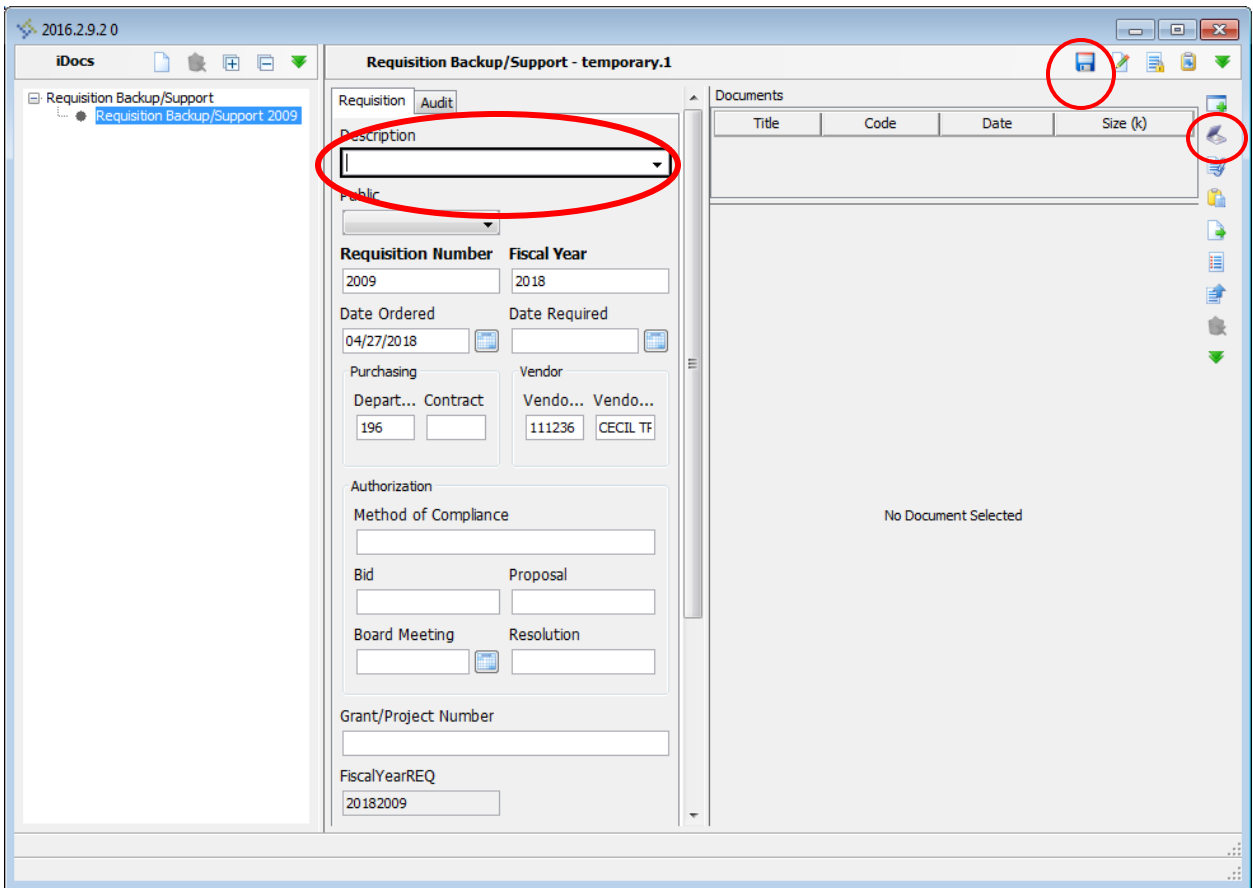 2016.2.9.2 0
iDocs
Requisition Backup/Support - temporary.1
Requisition Backup/Support
Requisition Backup/Support 2009
Requisition Audit
Description
Public
Requisition Number Fiscal Year
2009 2018
Date Ordered Date Required
04/27/2018
Purchasing Vendor
Depart... Contract Vendo... Vendo...
196 111236 CECIL TF
Authorization
Method of Compliance
Bid Proposal
Board Meeting Resolution
Grant/Project Number
FiscalYearREQ
20182009
Documents
Title Code Date Size (k)
No Document Selected